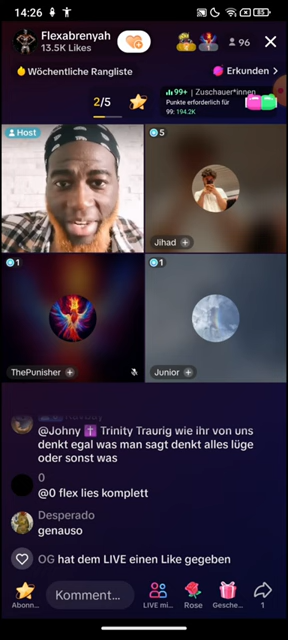 14:26
85
Flexabrenyah
13.5K Likes
96
Wöchentliche Rangliste
Erkunden >
2/5
99+ | Zuschauer*innen
Punkte erforderlich für
99: 194.2K
Host
5
Jihad +
1
ThePunisher +
1
Junior +
@Johny ✝️ Trinity Traurig wie ihr von uns
denkt egal was man sagt denkt alles lüge
oder sonst was
0
@0 flex lies komplett
Desperado
genauso
OG hat dem LIVE einen Like gegeben
Abonn...
Komment...
LIVE mi...
Rose
Gesche...
1